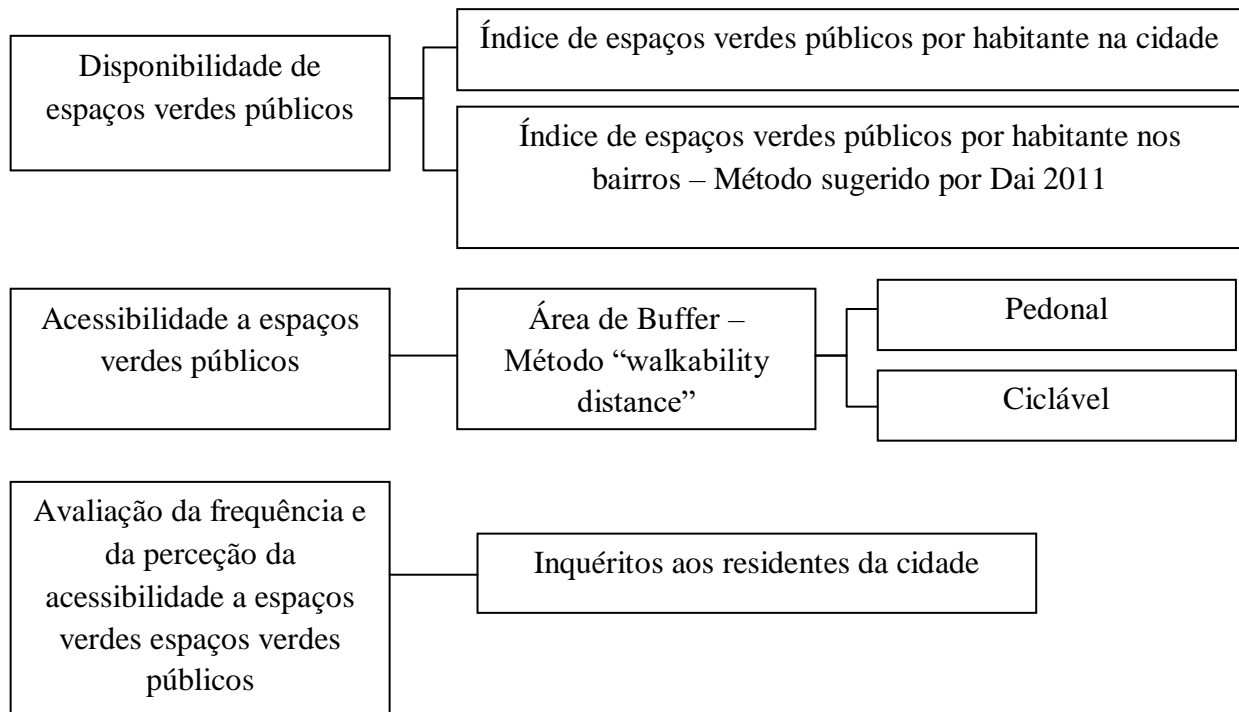 Disponibilidade de
espaços verdes públicos
Índice de espaços verdes públicos por habitante na cidade
Índice de espaços verdes públicos por habitante nos
bairros – Método sugerido por Dai 2011
Acessibilidade a espaços
verdes públicos
Área de Buffer –
Método “walkability
distance”
Pedonal
Ciclável
Avaliação da frequência e
da perceção da
acessibilidade a espaços
verdes espaços verdes
públicos
Inquéritos aos residentes da cidade